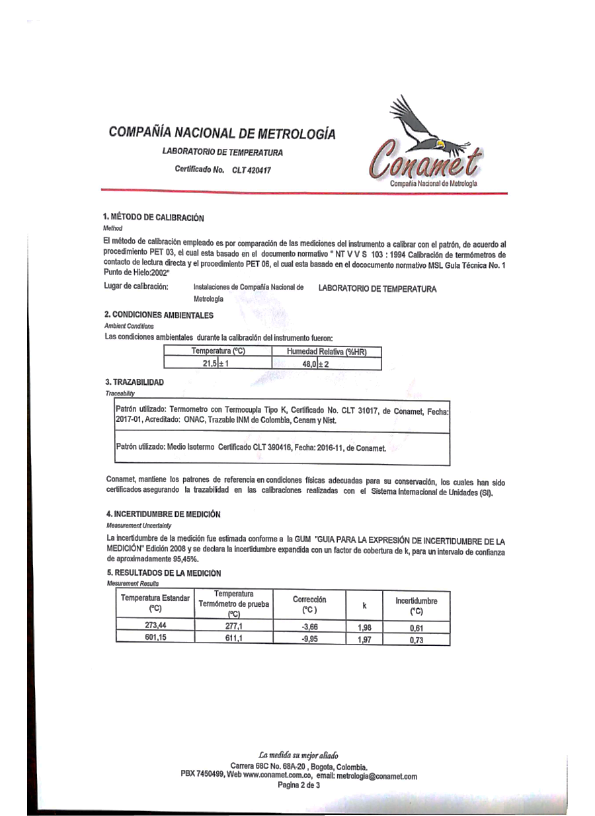 COMPAÑÍA NACIONAL DE METROLOGÍA
LABORATORIO DE TEMPERATURA
Certificado No. CLT 420417
Conamet
Compañia Nacional de Metrología
1. MÉTODO DE CALIBRACIÓN
Method
El método de calibración empleado es por comparación de las mediciones del instrumento a calibrar con el patrón, de acuerdo al
procedimiento PET 03, el cual esta basado en el documento normativo " NT V V S 103 : 1994 Calibración de termómetros de
contacto de lectura directa y el procedimiento PET 06, el cual esta basado en el dococumento normativo MSL Guia Técnica No. 1
Punto de Hielo:2002"
Lugar de calibración: Instalaciones de Compañía Nacional de Metrología LABORATORIO DE TEMPERATURA
2. CONDICIONES AMBIENTALES
Ambient Conditions
Las condiciones ambientales durante la calibración del instrumento fueron:
Temperatura (°C) Humedad Relativa (%HR)
21,5 ± 1 48,0 ± 2
3. TRAZABILIDAD
Traceability
Patrón utilizado: Termometro con Termocupla Tipo K, Certificado No. CLT 31017, de Conamet, Fecha:
2017-01, Acreditado: ONAC, Trazable INM de Colombia, Cenam y Nist.
Patrón utilizado: Medio Isotermo Certificado CLT 390416, Fecha: 2016-11, de Conamet.
Conamet, mantiene los patrones de referencia en condiciones físicas adecuadas para su conservación, los cuales han sido
certificados asegurando la trazabilidad en las calibraciones realizadas con el Sistema Internacional de Unidades (SI).
4. INCERTIDUMBRE DE MEDICIÓN
Measurement Uncertainty
La incertidumbre de la medición fue estimada conforme a la GUM "GUIA PARA LA EXPRESIÓN DE INCERTIDUMBRE DE LA
MEDICIÓN" Edición 2008 y se declara la incertidumbre expandida con un factor de cobertura de k, para un intervalo de confianza
de aproximadamente 95,45%.
5. RESULTADOS DE LA MEDICIÓN
Mesurement Results
Temperatura Estandar (°C) Temperatura Termómetro de prueba (°C) Corrección (°C ) k Incertidumbre (°C)
273,44 277,1 -3,66 1,98 0,61
601,15 611,1 -9,95 1,97 0,73
La medida su mejor aliado
Carrera 68C No. 68A-20 , Bogota, Colombia.
PBX 7450499, Web www.conamet.com.co, email: metrologia@conamet.com
Pagina 2 de 3